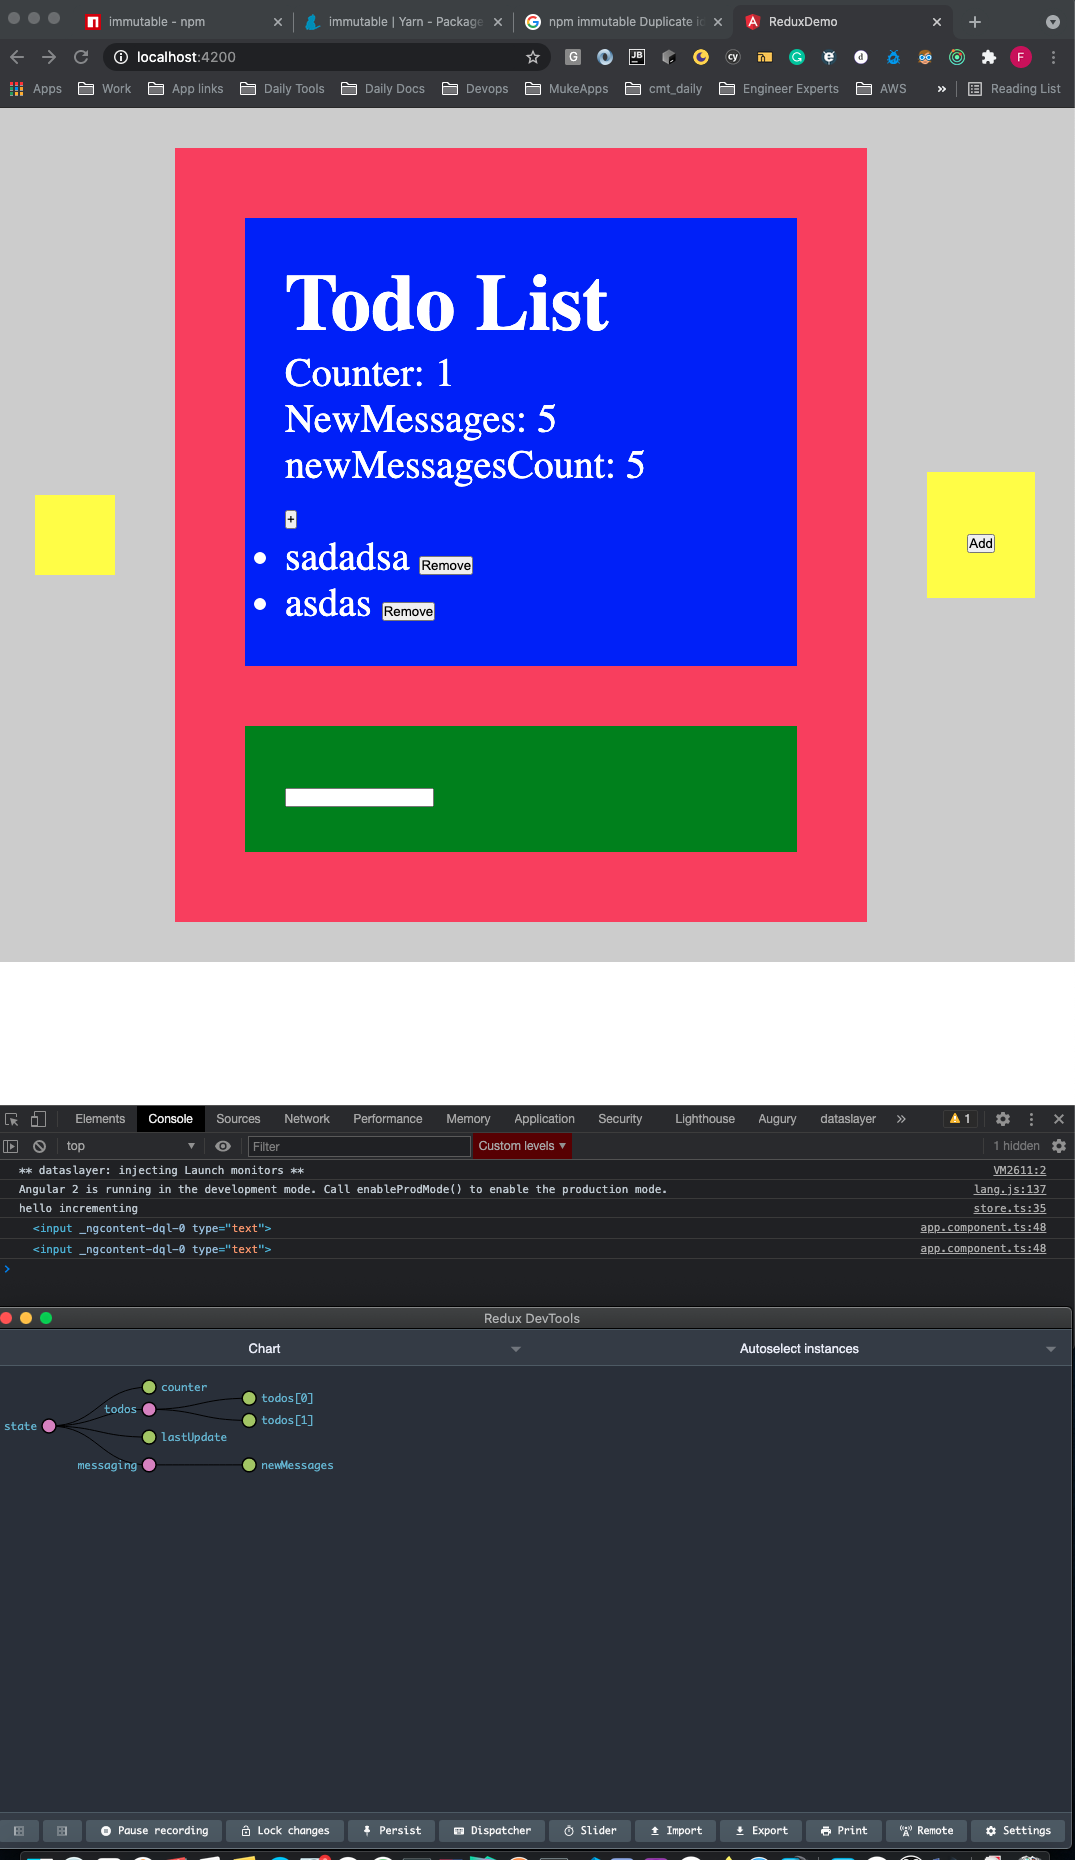 immutable - npm
immutable | Yarn - Package
npm immutable Duplicate id
ReduxDemo
localhost:4200
Apps Work App links Daily Tools Daily Docs Devops MukeApps cmt_daily Engineer Experts AWS » Reading List
Todo List
Counter: 1
NewMessages: 5
newMessagesCount: 5
+
sadadsa Remove
asdas Remove
Add
Elements Console Sources Network Performance Memory Application Security Lighthouse Augury dataslayer » 1
top Filter Custom levels 1 hidden
** dataslayer: injecting Launch monitors ** VM2611:2
Angular 2 is running in the development mode. Call enableProdMode() to enable the production mode. lang.js:137
hello incrementing store.ts:35
<input _ngcontent-dql-0 type="text"> app.component.ts:48
<input _ngcontent-dql-0 type="text"> app.component.ts:48
Redux DevTools
Chart Autoselect instances
counter
todos[0]
todos
todos[1]
state
lastUpdate
messaging newMessages
Pause recording Lock changes Persist Dispatcher Slider Import Export Print Remote Settings